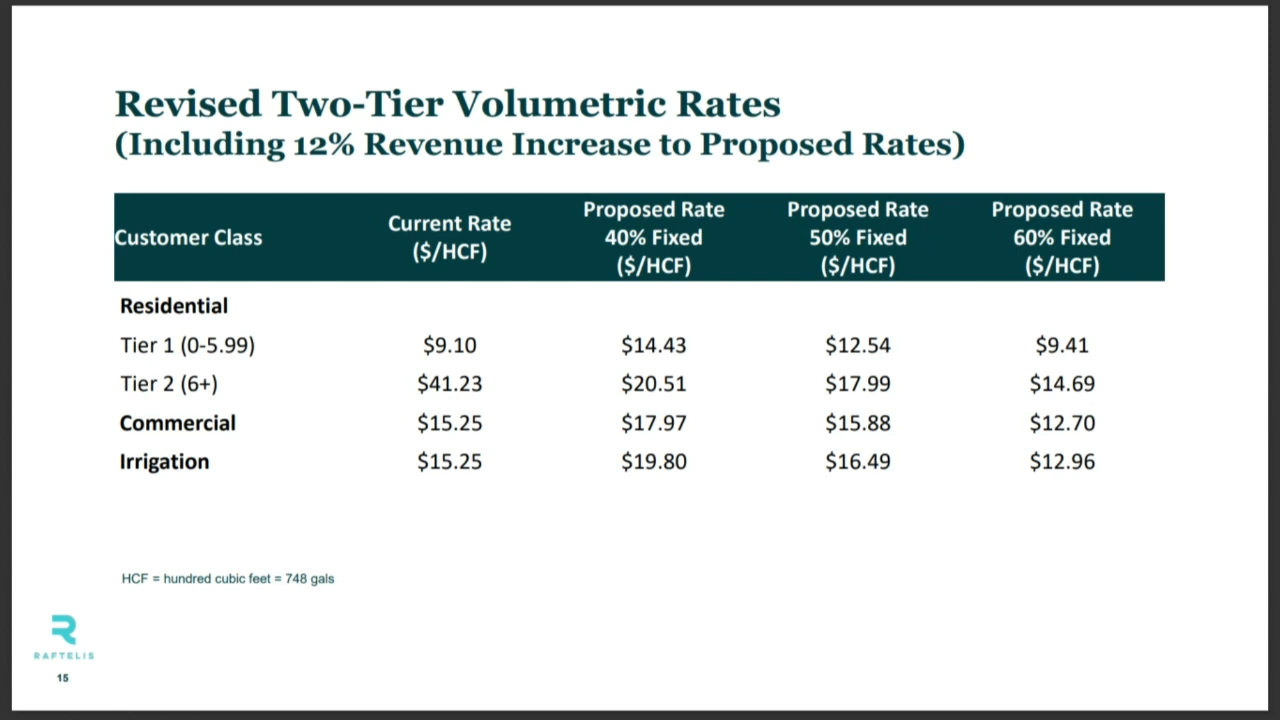 Revised Two-Tier Volumetric Rates
(Including 12% Revenue Increase to Proposed Rates)
Customer Class
Current Rate
($/HCF)
Proposed Rate
40% Fixed
($/HCF)
Proposed Rate
50% Fixed
($/HCF)
Proposed Rate
60% Fixed
($/HCF)
Residential
Tier 1 (0-5.99) $9.10 $14.43 $12.54 $9.41
Tier 2 (6+) $41.23 $20.51 $17.99 $14.69
Commercial $15.25 $17.97 $15.88 $12.70
Irrigation $15.25 $19.80 $16.49 $12.96
HCF = hundred cubic feet = 748 gals
RAFTELIS
15